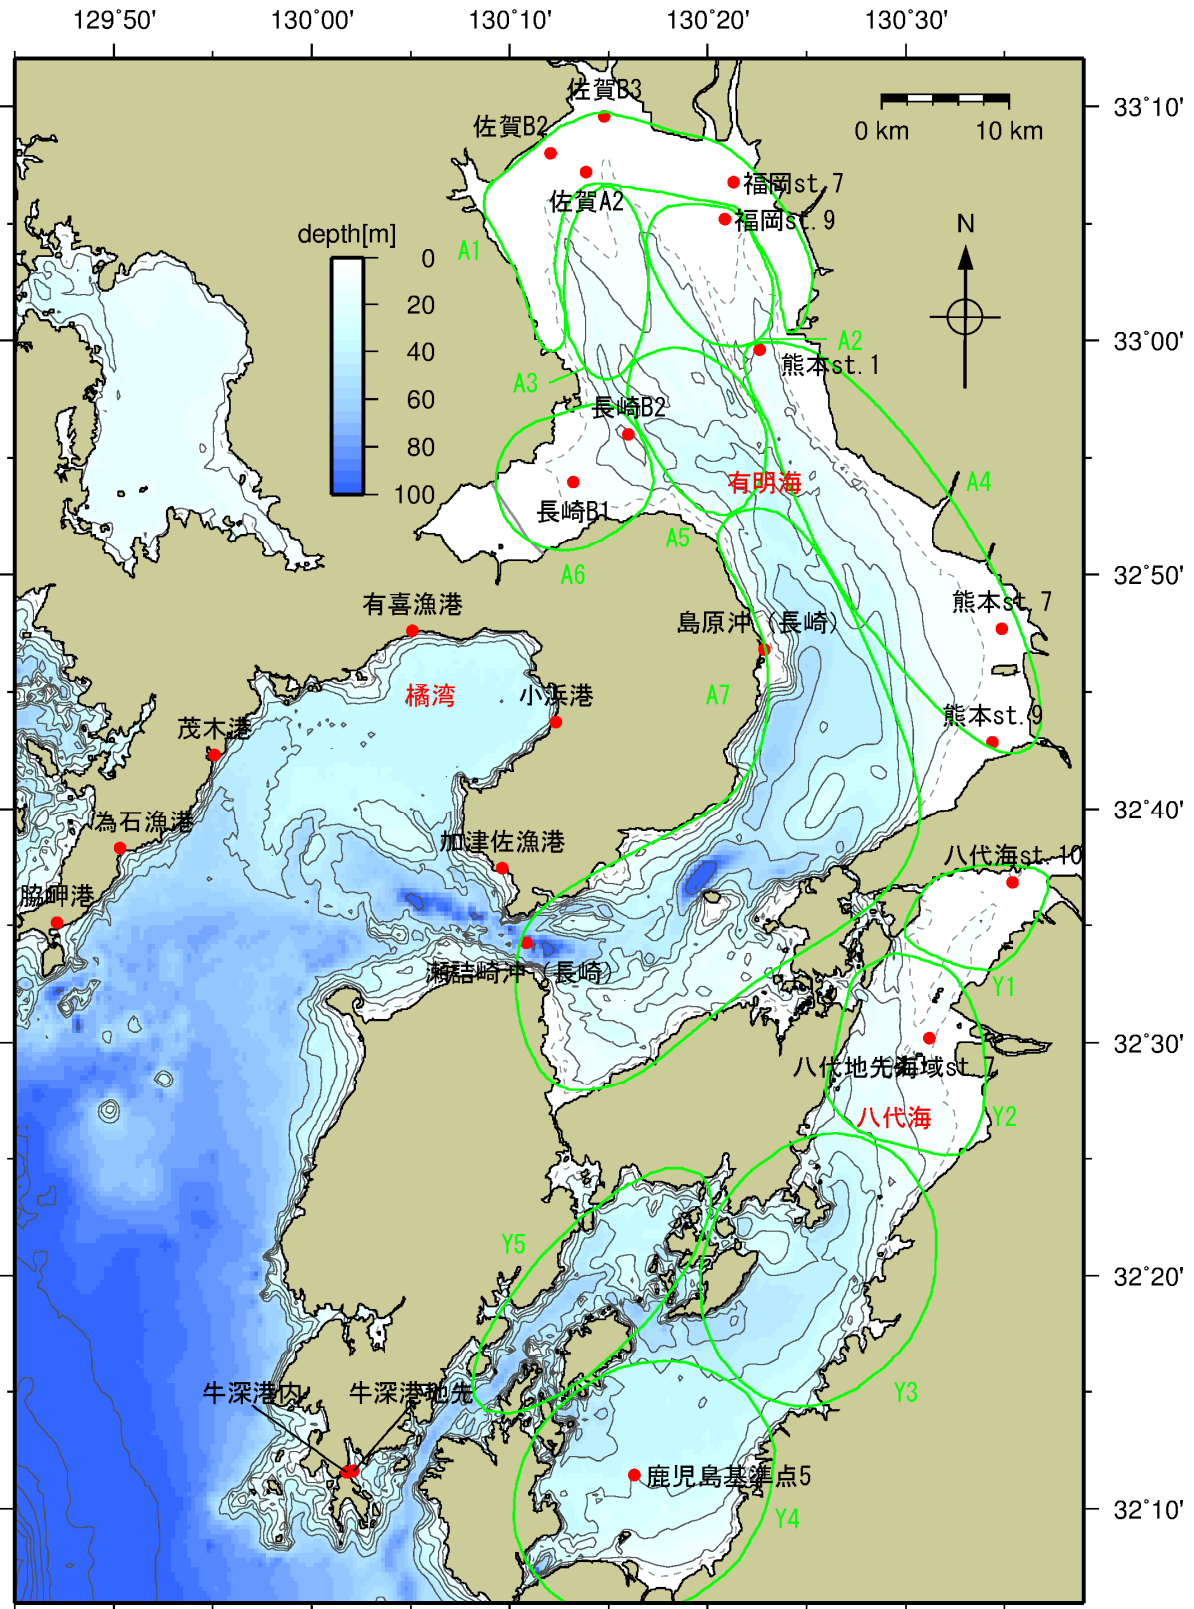 129°50'
130°00'
130°10'
130°20'
130°30'
佐賀B3
33°10'
0 km
10 km
佐賀B2
福岡st.7
佐賀A2
福岡st.9
N
depth[m]
A1
0
20
40
60
80
100
33°00'
A2
熊本st.1
A3
長崎B2
有明海
A4
長崎B1
A5
A6
32°50'
有喜漁港
熊本st.7
島原沖（長崎）
橘湾
小浜港
A7
茂木港
熊本st.9
32°40'
為石漁港
加津佐漁港
八代海st.10
脇岬港
瀬詰崎沖（長崎）
Y1
32°30'
八代地先海域st.7
八代海
Y2
Y5
32°20'
牛深港内
牛深港地先
Y3
鹿児島基準点5
Y4
32°10'